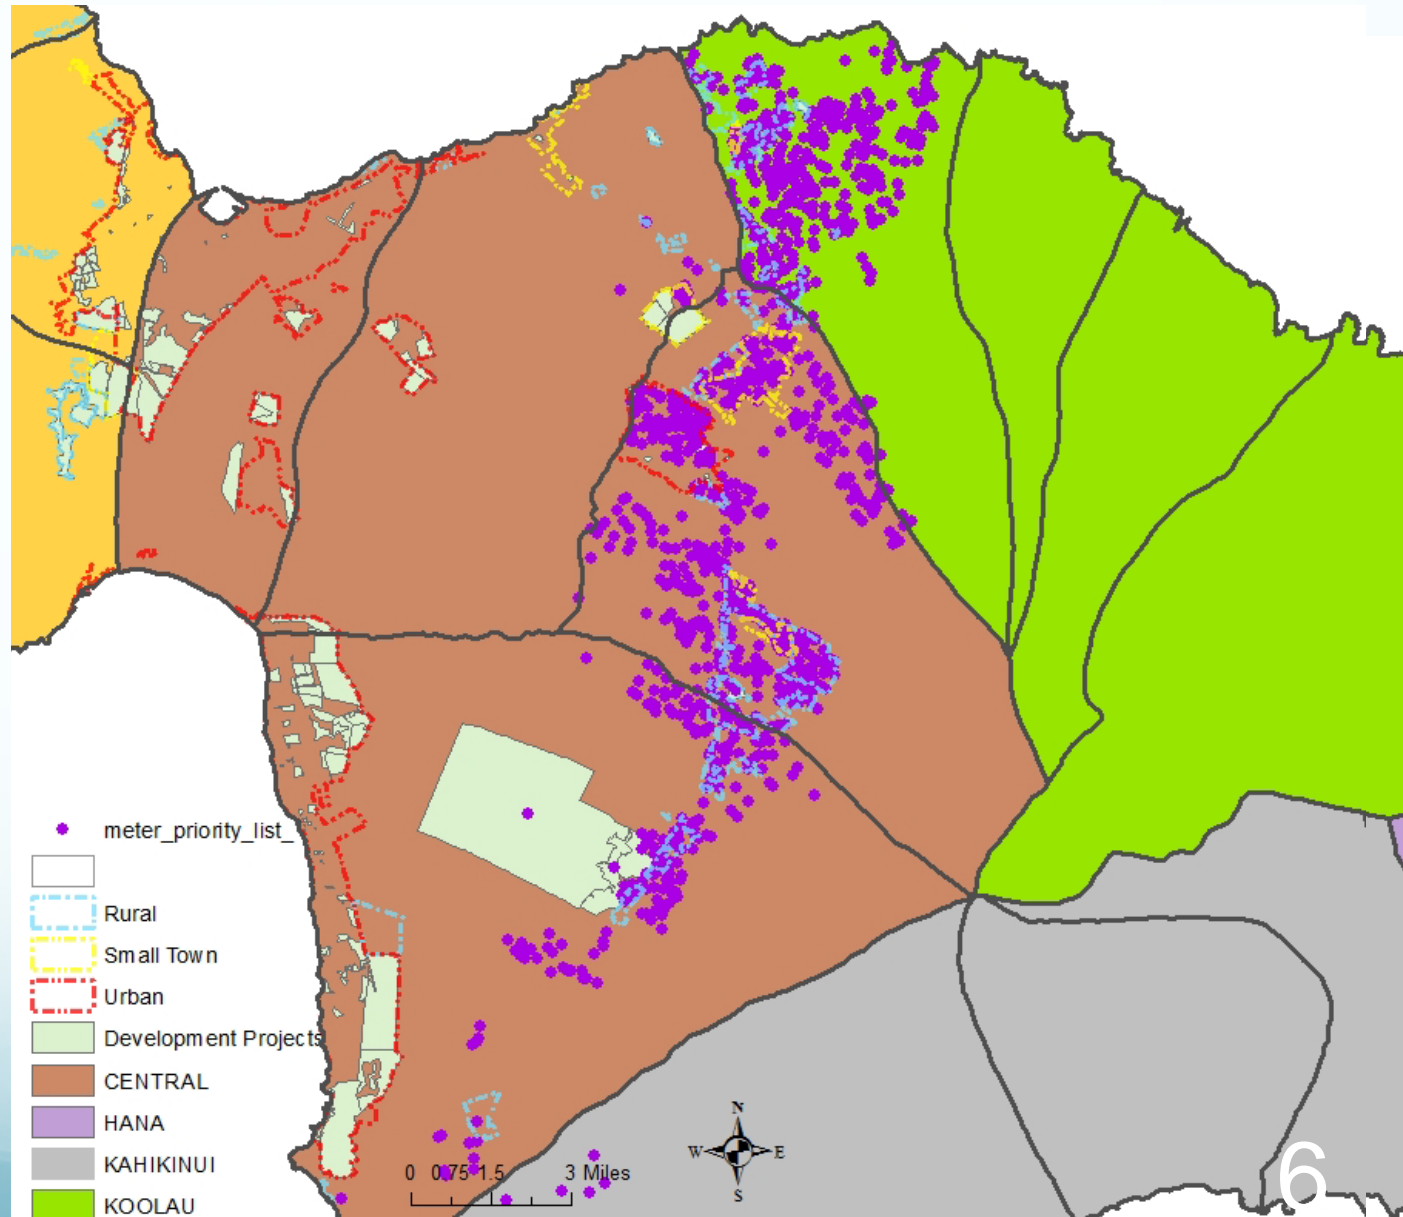 meter_priority_list_
Rural
Small Town
Urban
Development Projects
CENTRAL
HANA
KAHIKINUI
KOOLAU
N
W E
S
0 0.75 1.5 3 Miles
6